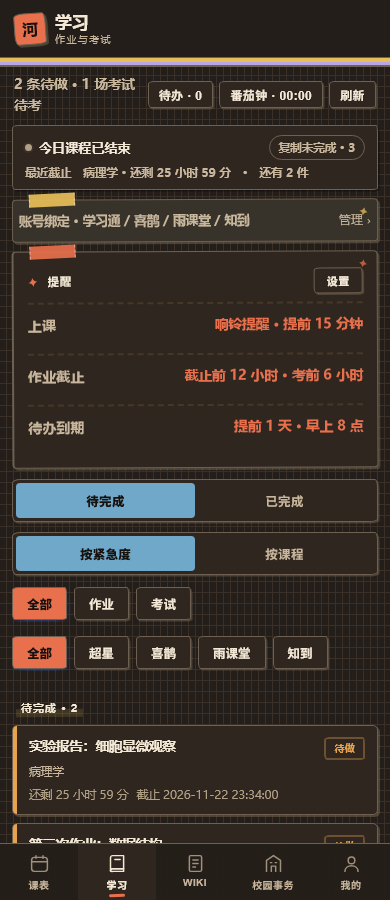 河
学习
作业与考试
2 条待做 • 1 场考试
待考
待办 · 0
番茄钟 · 00:00
刷新
今日课程已结束
复制未完成 • 3
最近截止 病理学 • 还剩 25 小时 59 分 • 还有 2 件
账号绑定 • 学习通 / 喜鹊 / 雨课堂 / 知到
管理 ›
提醒
设置
上课
响铃提醒 • 提前 15 分钟
作业截止
截止前 12 小时 • 考前 6 小时
待办到期
提前 1 天 • 早上 8 点
待完成
已完成
按紧急度
按课程
全部
作业
考试
全部
超星
喜鹊
雨课堂
知到
待完成 • 2
实验报告：细胞显微观察
待做
病理学
还剩 25 小时 59 分 截止 2026-11-22 23:34:00
课表
学习
WIKI
校园事务
我的